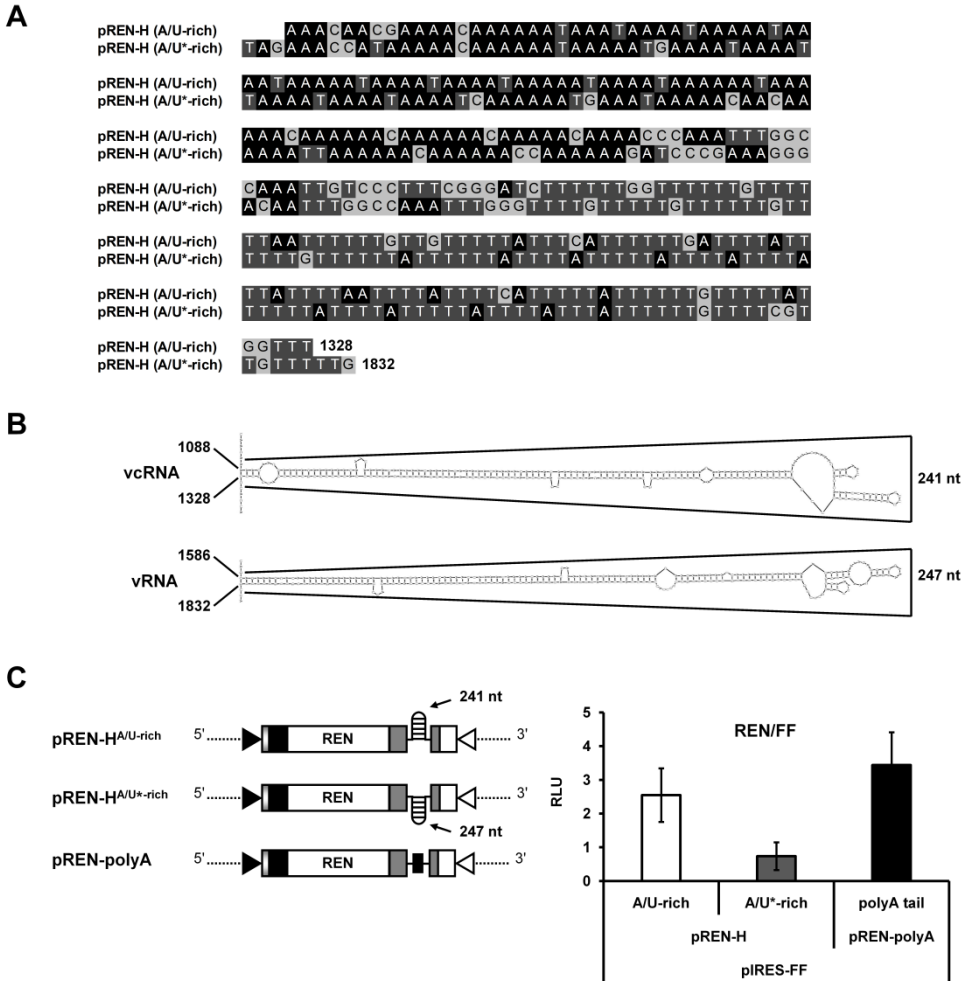 A
pREN-H (A/U-rich) AAACAACGAAAACAAAAAATAAATAAAATAAAAATAA
pREN-H (A/U*-rich) TAGAAACCATAAAAACAAAAAATAAAAATGAAAATAAAAT
pREN-H (A/U-rich) AATAAAAATAAAATAAAATAAAAATAAAATAAAAAATAAA
pREN-H (A/U*-rich) TAAAATAAAATAAAATCAAAAAATGAAATAAAAACAACAA
pREN-H (A/U-rich) AAACAAAAAACAAAAAACAAAAACAAAACCCAAATTTGGC
pREN-H (A/U*-rich) AAAATTAAAAAACAAAAAACCAAAAAAGATCCCGAAAGGG
pREN-H (A/U-rich) CAAATTGTCCCTTTCGGGATCTTTTTTGGTTTTTTGTTTT
pREN-H (A/U*-rich) ACAATTTGGCCAAATTTGGGTTTTGTTTTTGTTTTTTGTT
pREN-H (A/U-rich) TTAATTTTTTGTTGTTTTTATTTCATTTTTTGATTTTATT
pREN-H (A/U*-rich) TTTTGTTTTTTATTTTTTATTTTATTTTTATTTTATTTTA
pREN-H (A/U-rich) TTATTTTAATTTTATTTTCATTTTTATTTTTTGTTTTTAT
pREN-H (A/U*-rich) TTTTTATTTTATTTTTATTTTATTTATTTTTTGTTTTCGT
pREN-H (A/U-rich) GGTTT 1328
pREN-H (A/U*-rich) TGTTTTTG 1832
B
1088
vcRNA
1328
241 nt
1586
vRNA
1832
247 nt
C
241 nt
pREN-H A/U-rich 5' REN 3'
pREN-H A/U*-rich 5' REN 3'
247 nt
pREN-polyA 5' REN 3'
REN/FF
RLU
5
4
3
2
1
0
A/U-rich A/U*-rich polyA tail
pREN-H pREN-polyA
pIRES-FF